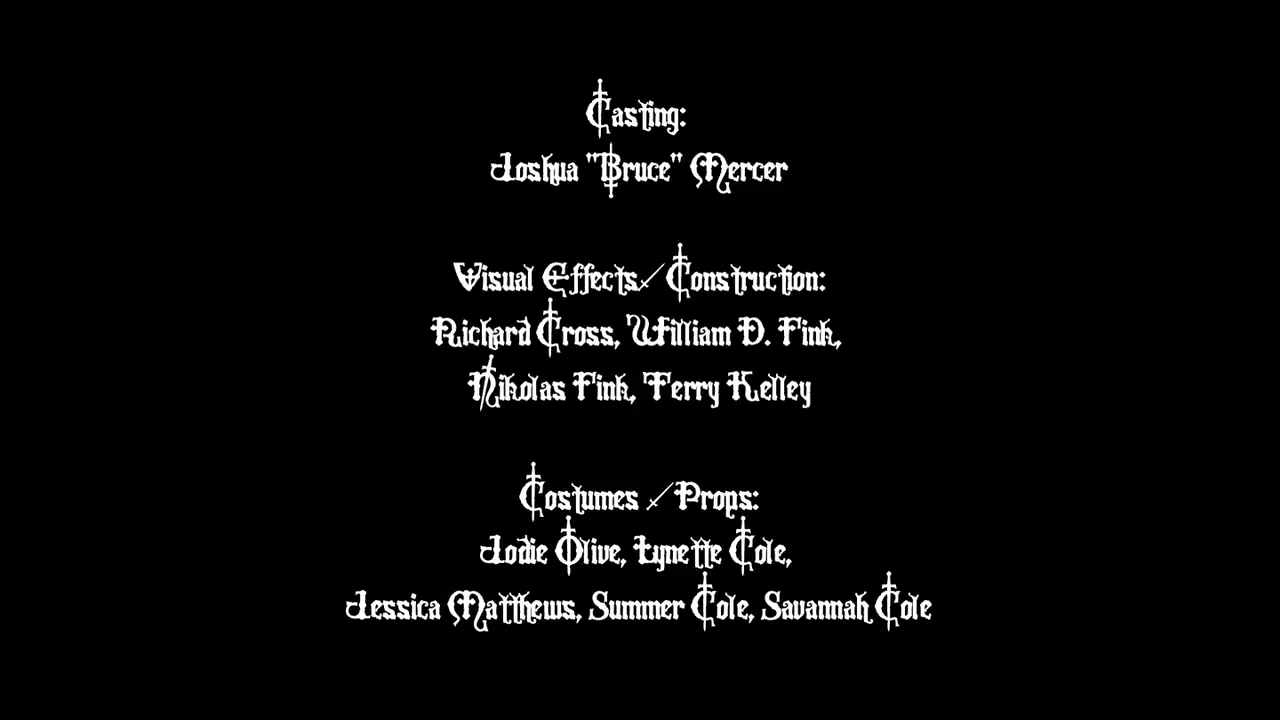 Casting:
Joshua "Bruce" Mercer
Visual Effects/Construction:
Richard Cross, William D. Fink,
Nikolas Fink, Terry Kelley
Costumes /Props:
Jodie Olive, Lynette Cole,
Jessica Matthews, Summer Cole, Savannah Cole